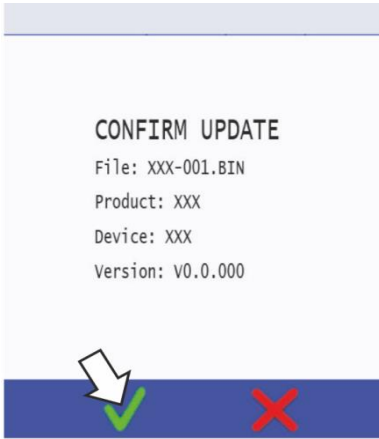 CONFIRM UPDATE
File: XXX-001.BIN
Product: XXX
Device: XXX
Version: V0.0.000